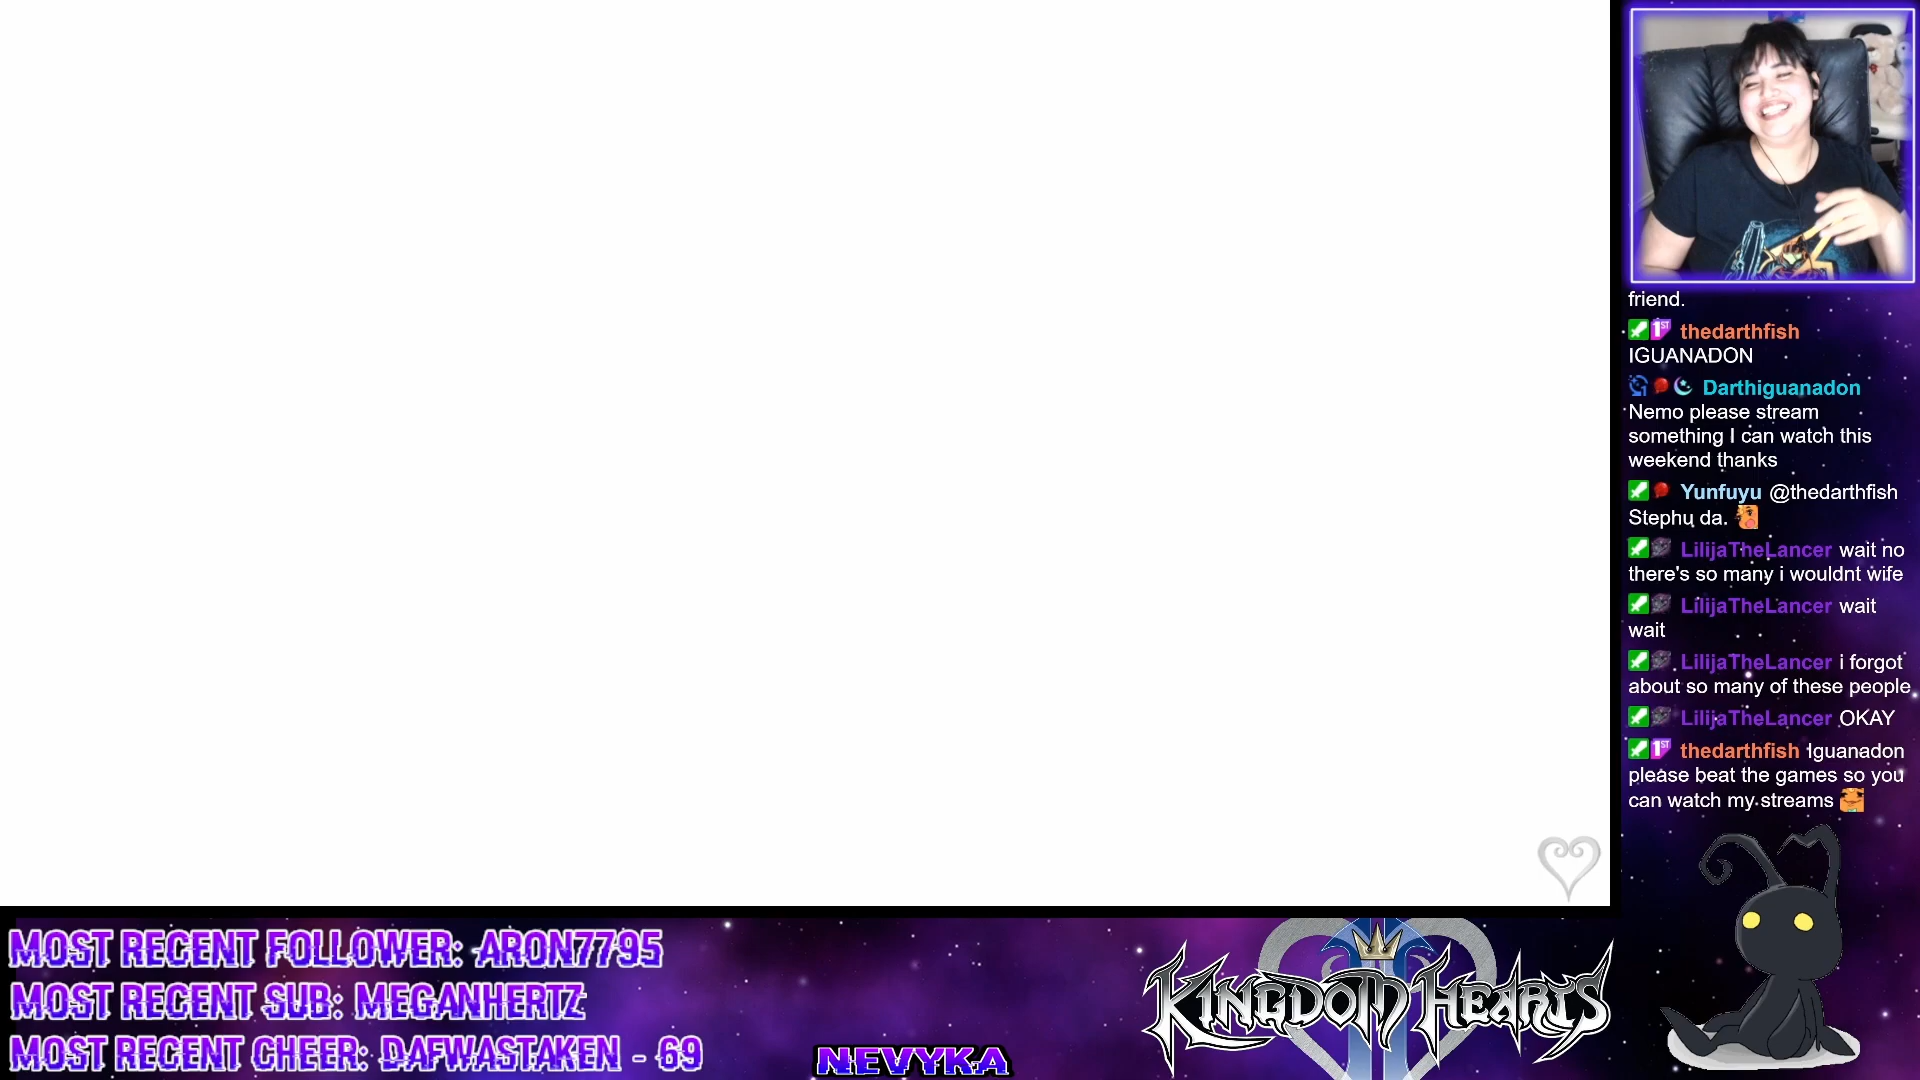 friend.
thedarthfish
IGUANADON
Darthiguanadon
Nemo please stream
something I can watch this
weekend thanks
Yunfuyu @thedarthfish
Stephu da.
LilijaTheLancer wait no
there's so many i wouldnt wife
LilijaTheLancer wait
wait
LilijaTheLancer i forgot
about so many of these people
LilijaTheLancer OKAY
thedarthfish Iguanadon
please beat the games so you
can watch my streams
MOST RECENT FOLLOWER: ARON7795
MOST RECENT SUB: MEGANHERTZ
MOST RECENT CHEER: DAFWASTAKEN - 69
NEVYKA
KINGDOM HEARTS
II